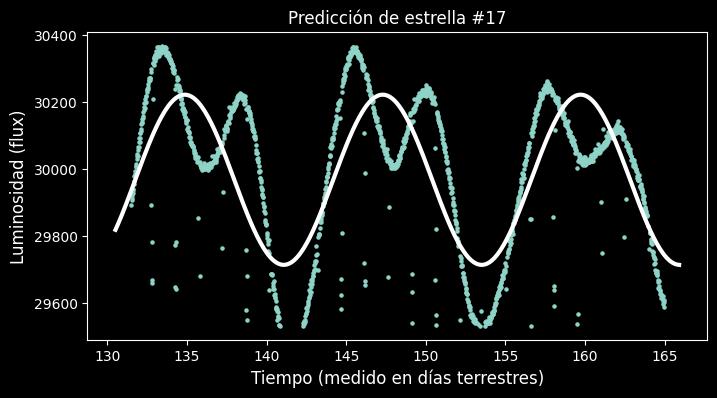 Predicción de estrella #17
Luminosidad (flux)
30400
30200
30000
29800
29600
130 135 140 145 150 155 160 165
Tiempo (medido en días terrestres)